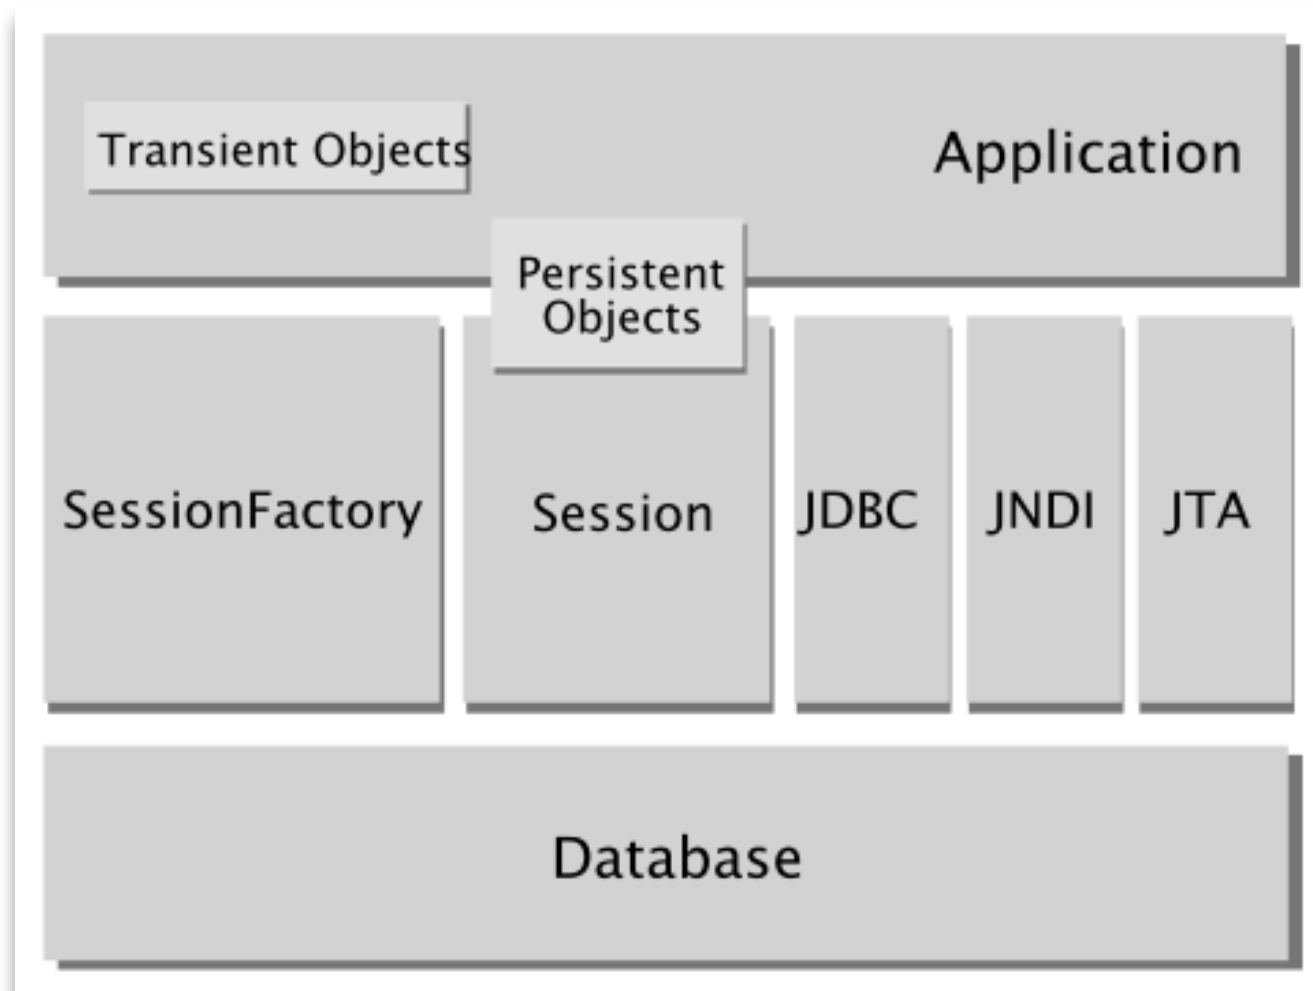 Transient Objects
Application
Persistent
Objects
SessionFactory
Session
JDBC
JNDI
JTA
Database